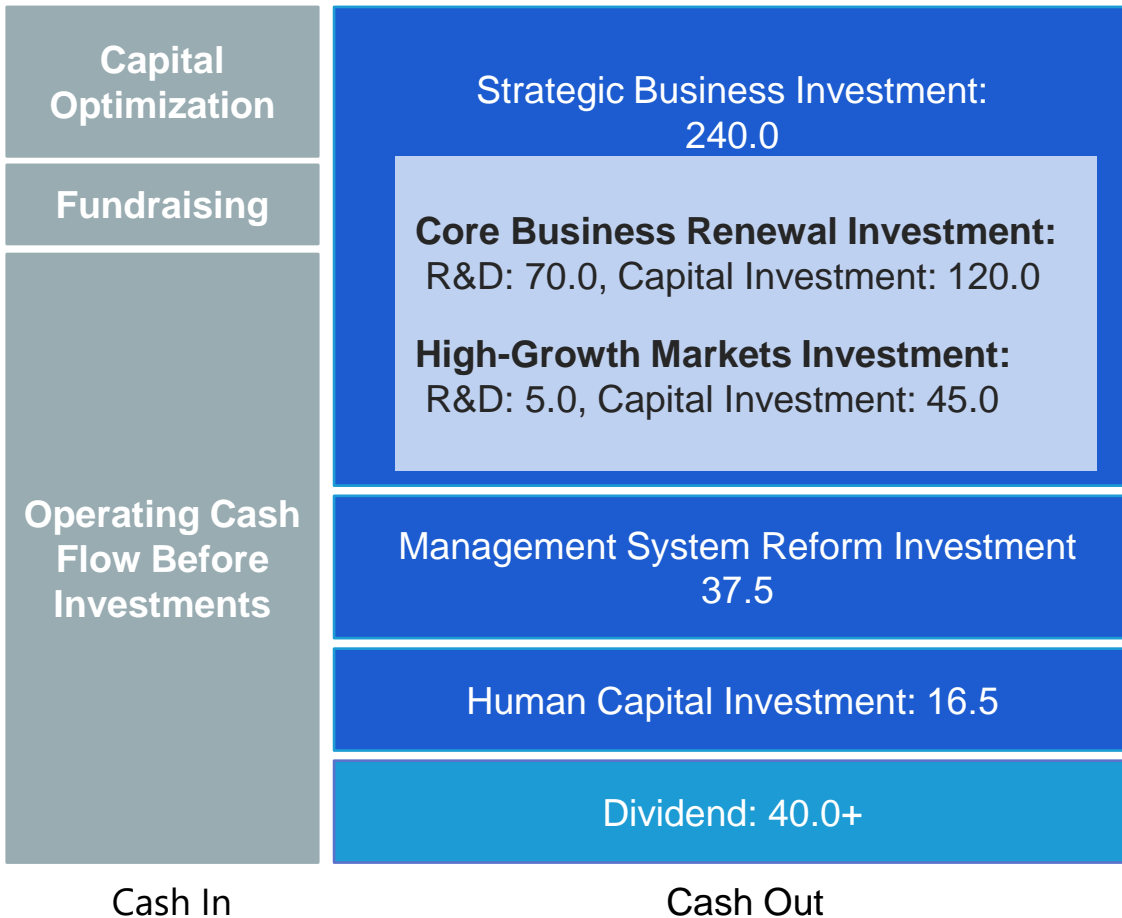 Capital
Optimization
Fundraising
Operating Cash
Flow Before
Investments
Cash In
Strategic Business Investment:
240.0
Core Business Renewal Investment:
R&D: 70.0, Capital Investment: 120.0
High-Growth Markets Investment:
R&D: 5.0, Capital Investment: 45.0
Management System Reform Investment
37.5
Human Capital Investment: 16.5
Dividend: 40.0+
Cash Out